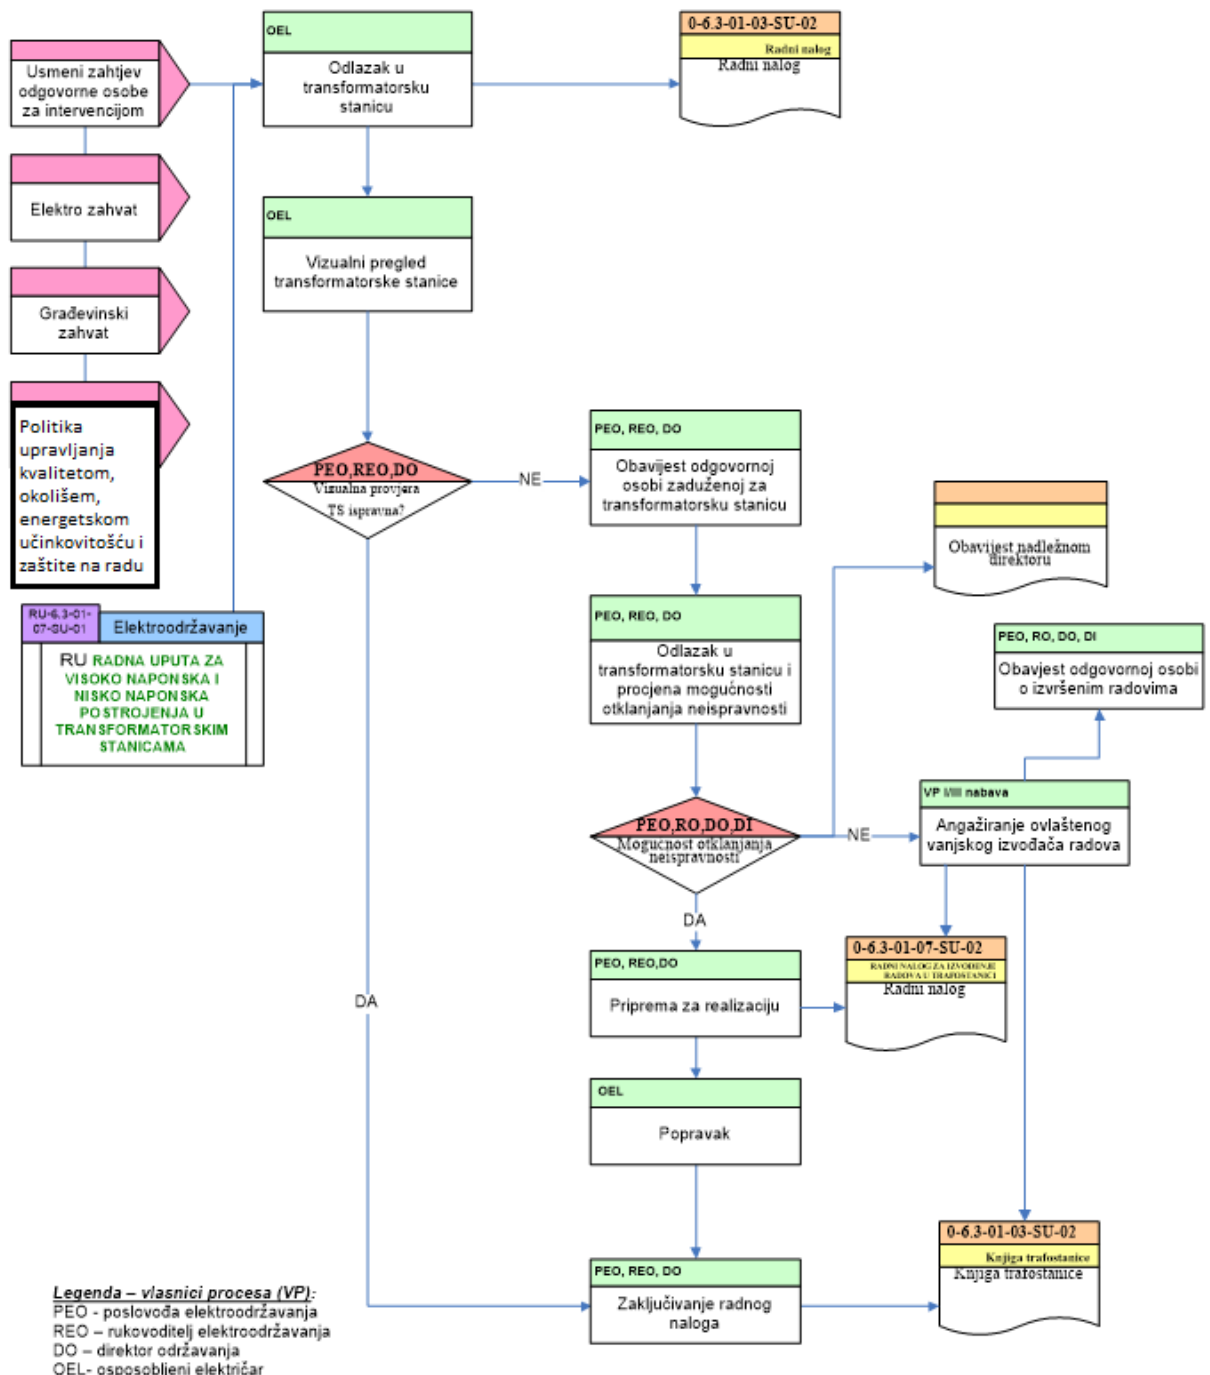 OEL
Odlazak u
transformatorsku
stanicu
0-6.3-01-03-SU-02
Radni nalog
Radni nalog
Usmeni zahtjev
odgovorne osobe
za intervencijom
Elektro zahvat
OEL
Vizualni pregled
transformatorske stanice
Građevinski
zahvat
Politika
upravljanja
kvalitetom,
okolišem,
energetskom
učinkovitošću i
zaštite na radu
PEO,REO,DO
Vizualna provjera
TS ispravna?
NE
PEO, REO, DO
Obavijest odgovornoj
osobi zaduženoj za
transformatorsku stanicu
Obavijest nadležnom
direktoru
RU-6.3-01-
07-SU-01
Elektroodržavanje
RU RADNA UPUTA ZA
VISOKO NAPONSKA I
NISKO NAPONSKA
POSTROJENJA U
TRANSFORMATORSKIM
STANICAMA
PEO, REO, DO
Odlazak u
transformatorsku stanicu i
procjena mogućnosti
otklanjanja neispravnosti
PEO, RO, DO, DI
Obavjest odgovornoj osobi
o izvršenim radovima
PEO,RO,DO,DI
Mogućnost otklanjanja
neispravnosti
NE
VP I/III nabava
Angažiranje ovlaštenog
vanjskog izvođača radova
DA
PEO, REO,DO
Priprema za realizaciju
0-6.3-01-07-SU-02
RADNI NALOG ZA IZVOĐENJE
RADOVA U TRAFOSTANICI
Radni nalog
DA
OEL
Popravak
PEO, REO, DO
Zaključivanje radnog
naloga
0-6.3-01-03-SU-02
Knjiga trafostanice
Knjiga trafostanice
Legenda – vlasnici procesa (VP):
PEO - poslovođa elektroodržavanja
REO – rukovoditelj elektroodržavanja
DO – direktor održavanja
OEL- osposobljeni električar